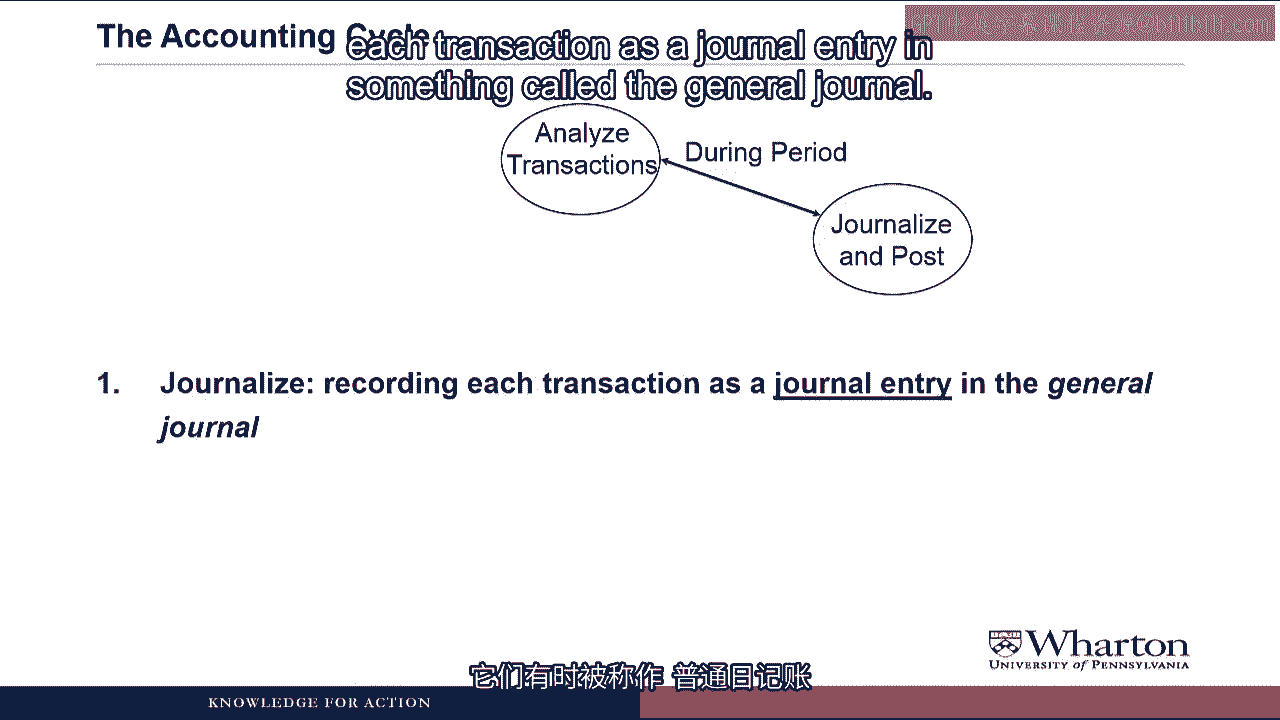 The Accounting Cycle
each transaction as a journal entry in
something called the general journal.
Analyze
Transactions
During Period
Journalize
and Post
1. Journalize: recording each transaction as a journal entry in the general
journal
Wharton
UNIVERSITY of PENNSYLVANIA
它们有时被称作 普通日记账
KNOWLEDGE FOR ACTION